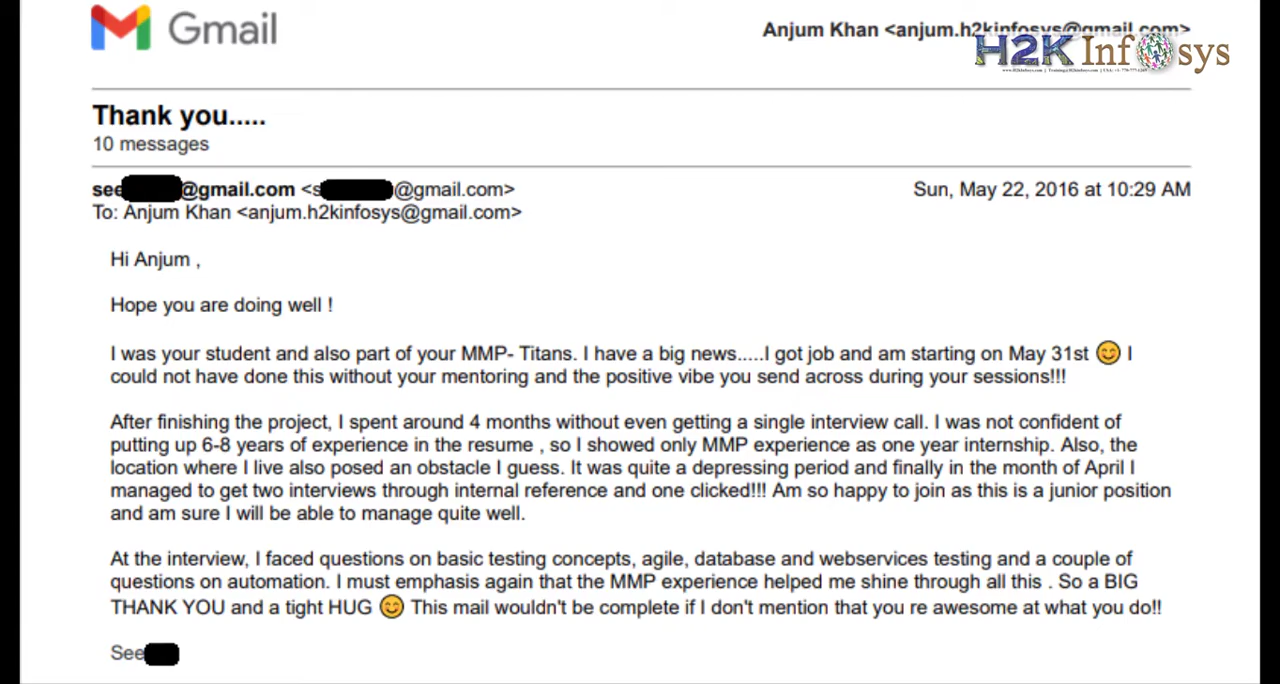 Gmail
Anjum Khan <anjum.h2kinfosys@gmail.com>
H2K Infosys
Thank you.....
10 messages
see @gmail.com <s @gmail.com>
Sun, May 22, 2016 at 10:29 AM
To: Anjum Khan <anjum.h2kinfosys@gmail.com>
Hi Anjum ,
Hope you are doing well !
I was your student and also part of your MMP- Titans. I have a big news.....I got job and am starting on May 31st 😊 I
could not have done this without your mentoring and the positive vibe you send across during your sessions!!!
After finishing the project, I spent around 4 months without even getting a single interview call. I was not confident of
putting up 6-8 years of experience in the resume , so I showed only MMP experience as one year internship. Also, the
location where I live also posed an obstacle I guess. It was quite a depressing period and finally in the month of April I
managed to get two interviews through internal reference and one clicked!!! Am so happy to join as this is a junior position
and am sure I will be able to manage quite well.
At the interview, I faced questions on basic testing concepts, agile, database and webservices testing and a couple of
questions on automation. I must emphasis again that the MMP experience helped me shine through all this . So a BIG
THANK YOU and a tight HUG 😊 This mail wouldn't be complete if I don't mention that you re awesome at what you do!!
See